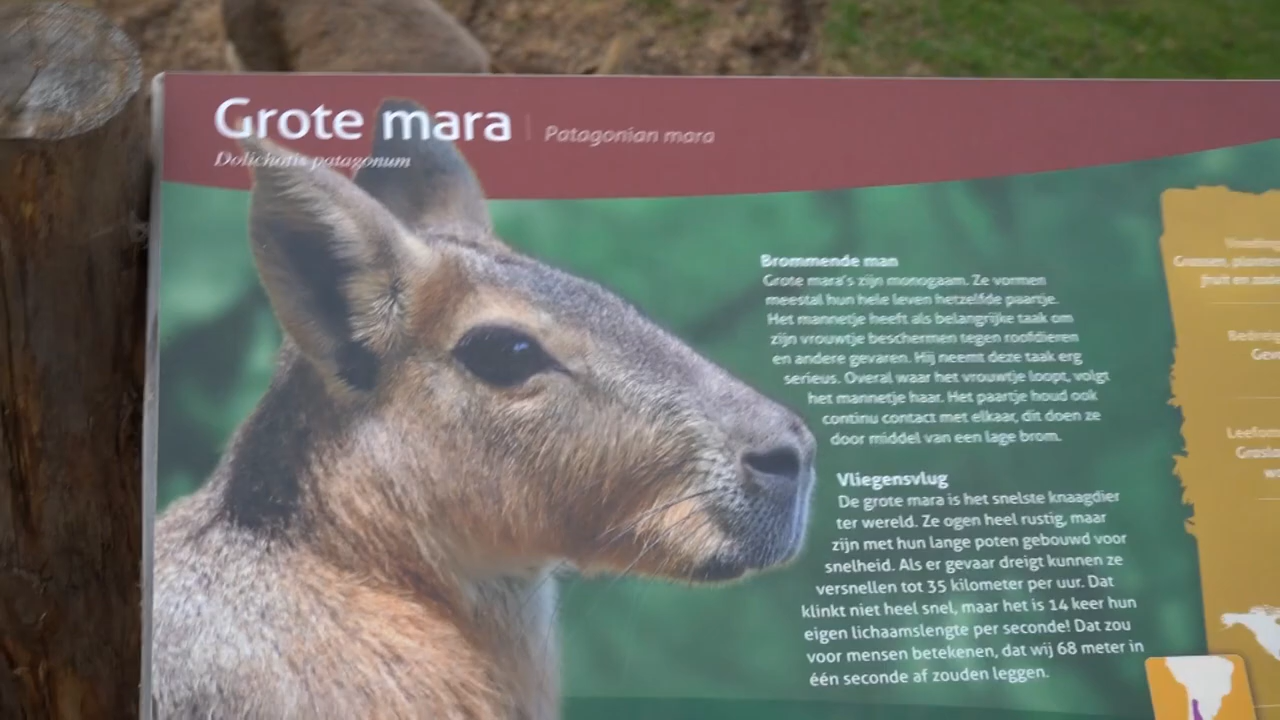 Grote mara
Patagonian mara
Dolichotis patagonum
Brommende man
Grote mara's zijn monogaam. Ze vormen
meestal hun hele leven hetzelfde paartje.
Het mannetje heeft als belangrijke taak om
zijn vrouwtje beschermen tegen roofdieren
en andere gevaren. Hij neemt deze taak erg
serieus. Overal waar het vrouwtje loopt, volgt
het mannetje haar. Het paartje houd ook
continu contact met elkaar, dit doen ze
door middel van een lage brom.
Vliegensvlug
De grote mara is het snelste knaagdier
ter wereld. Ze ogen heel rustig, maar
zijn met hun lange poten gebouwd voor
snelheid. Als er gevaar dreigt kunnen ze
versnellen tot 35 kilometer per uur. Dat
klinkt niet heel snel, maar het is 14 keer hun
eigen lichaamslengte per seconde! Dat zou
voor mensen betekenen, dat wij 68 meter in
één seconde af zouden leggen.
Grassen,
fruit en